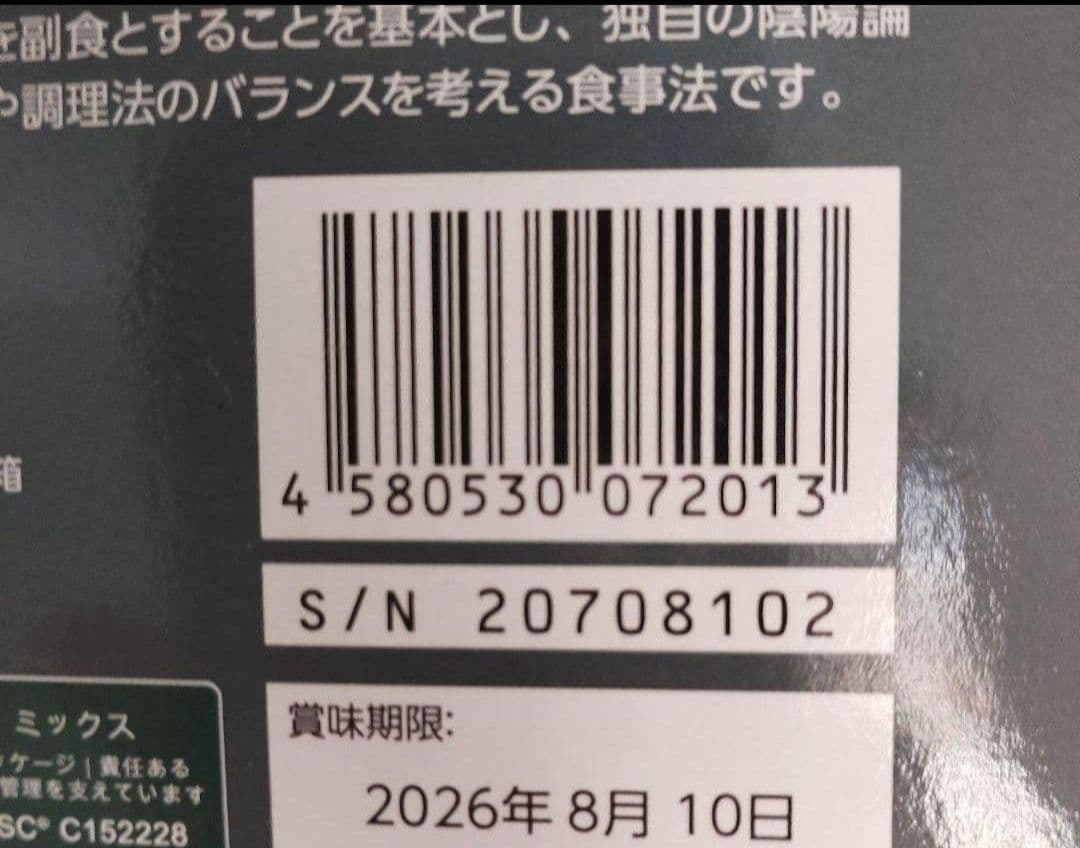 を副食とすることを基本とし、独自の陰陽論
や調理法のバランスを考える食事法です。
箱
4 580530 072013
S/N 20708102
賞味期限:
2026年 8月 10日
ミックス
ケージ | 責任ある
管理を支えています
SC® C152228